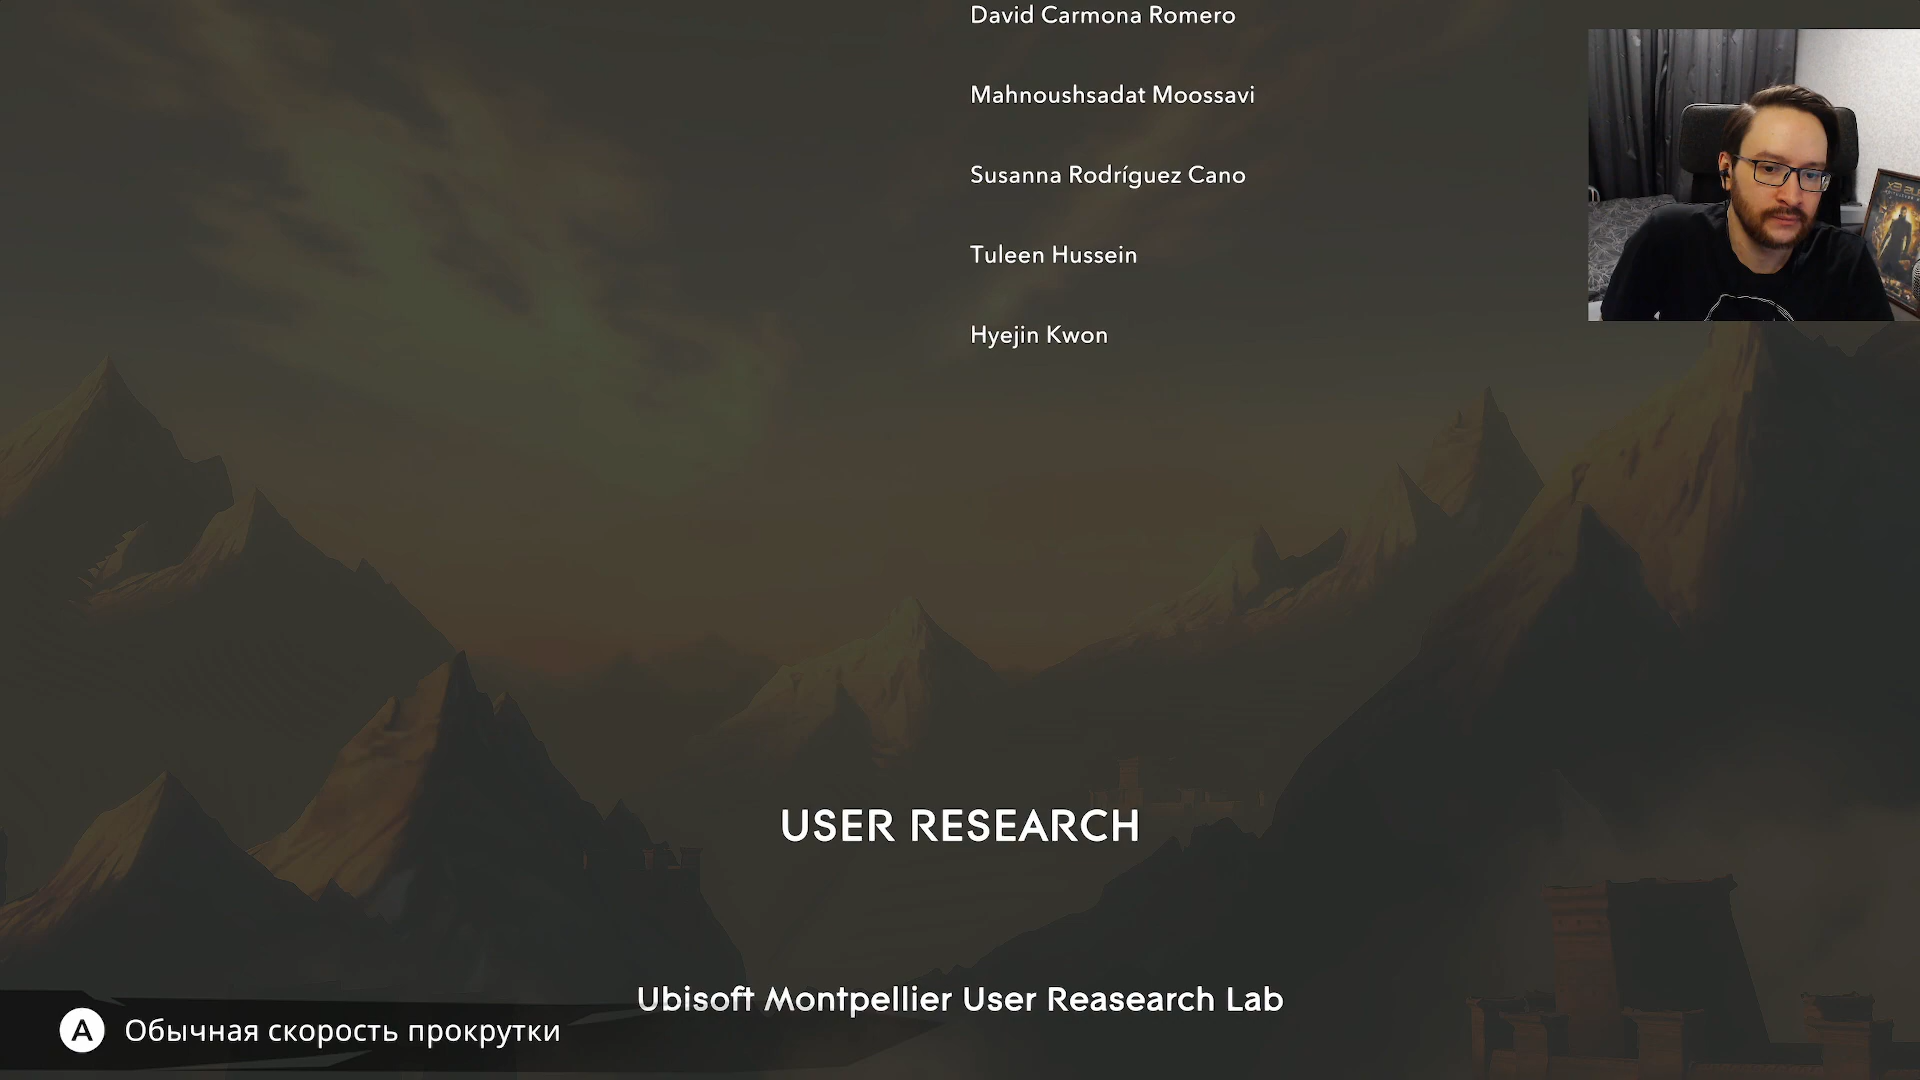 David Carmona Romero
Mahnoushsadat Moossavi
Susanna Rodríguez Cano
Tuleen Hussein
Hyejin Kwon
USER RESEARCH
Ubisoft Montpellier User Reasearch Lab
A Обычная скорость прокрутки